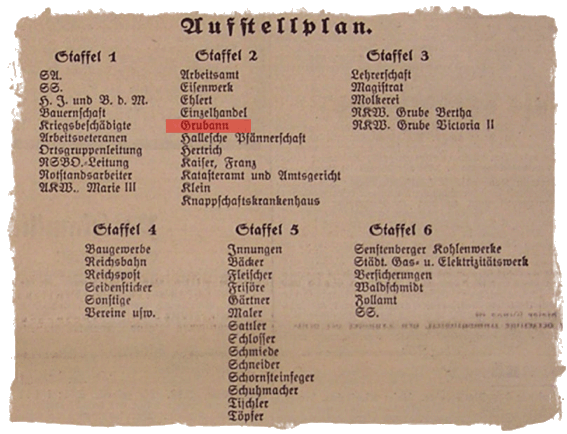 Aufstellplan.
Staffel 1
SA.
SS.
H. J. und B. d. M.
Bauernschaft
Kriegsbeschädigte
Arbeitsveteranen
Ortsgruppenleitung
NSBO.-Leitung
Notstandsarbeiter
AKW., Marie III
Staffel 2
Arbeitsamt
Eisenwerk
Ehlert
Einzelhandel
Grubann
Hallesche Pfännerschaft
Hertrich
Kaiser, Franz
Katasteramt und Amtsgericht
Klein
Knappschaftskrankenhaus
Staffel 3
Lehrerschaft
Magistrat
Molkerei
NKW. Grube Bertha
NKW. Grube Victoria II
Staffel 4
Baugewerbe
Reichsbahn
Reichspost
Seidensticker
Sonstige
Vereine usw.
Staffel 5
Innungen
Bäcker
Fleischer
Frisöre
Gärtner
Maler
Sattler
Schlosser
Schmiede
Schneider
Schornsteinfeger
Schuhmacher
Tischler
Töpfer
Staffel 6
Senftenberger Kohlenwerke
Städt. Gas- u. Elektrizitätswerk
Versicherungen
Waldschmidt
Zollamt
SS.